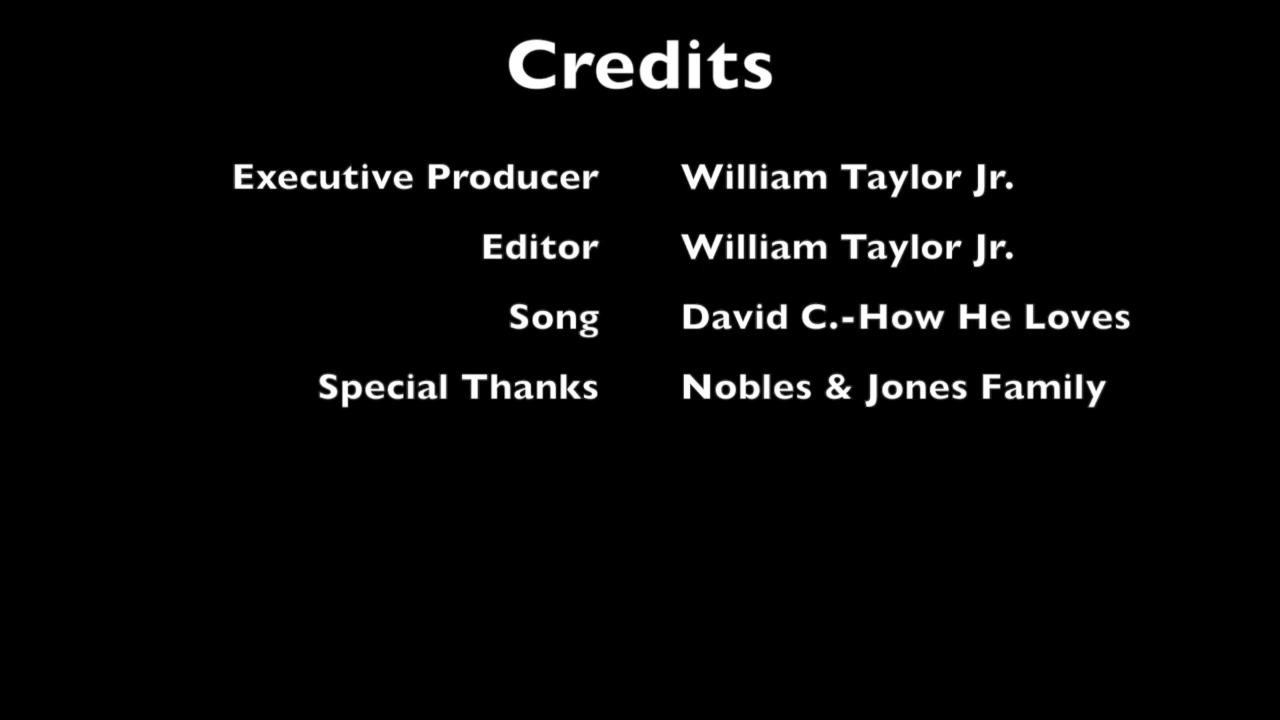 Credits
Executive Producer William Taylor Jr.
Editor William Taylor Jr.
Song David C.-How He Loves
Special Thanks Nobles & Jones Family